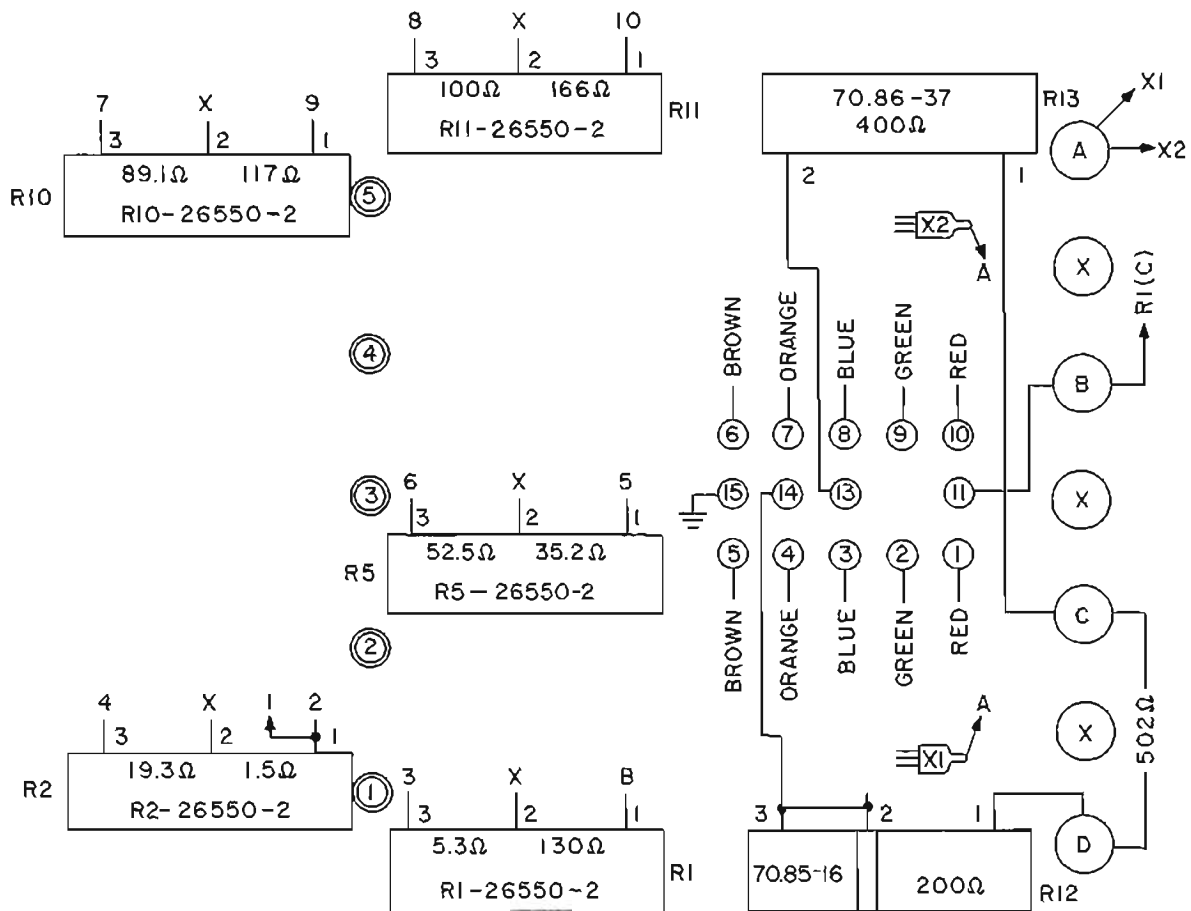 8 X 10
3 2 1
100Ω 166Ω
R11-26550-2
R11
7 X 9
3 2 1
89.1Ω 117Ω
R10-26550-2
R10
5
70.86-37
400Ω
R13
2 1
A
X1
X2
X2
A
X
R1(C)
B
4
BROWN ORANGE BLUE GREEN RED
6 7 8 9 10
15 14 13 11
5 4 3 2 1
BROWN ORANGE BLUE GREEN RED
X
3
6 X 5
3 2 1
52.5Ω 35.2Ω
R5-26550-2
R5
C
2
502Ω
4 X 1 2
3 2 1
19.3Ω 1.5Ω
R2-26550-2
R2
1
A
X1
X
3 X B
3 2 1
5.3Ω 130Ω
R1-26550-2
R1
3 2 1
70.85-16
200Ω
R12
D